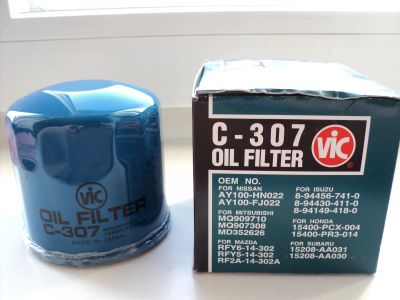 VIC
OIL FILTER
C-307
MADE IN JAPAN
C-307
OIL FILTER
VIC
OEM NO.
FOR NISSAN
AY100-HN022
AY100-FJ022
FOR MITSUBISHI
MQ909710
MQ907308
MD352626
FOR MAZDA
RFY6-14-302
RFY5-14-302
RF2A-14-302A
FOR ISUZU
8-94456-741-0
8-94430-411-0
8-94149-418-0
FOR HONDA
15400-PCX-004
15400-PR3-014
FOR SUBARU
15208-AA031
15208-AA030